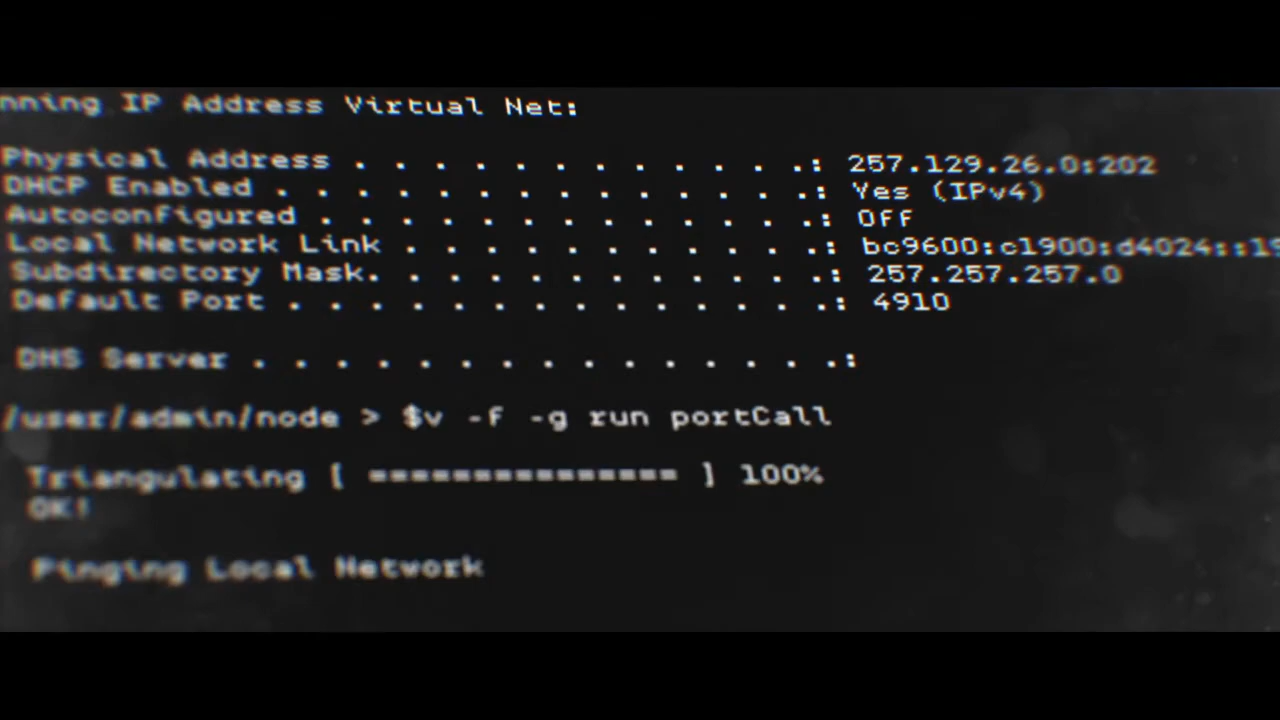 nning IP Address Virtual Net:
Physical Address . . . . . . . . . . . .: 257.129.26.0:202
DHCP Enabled . . . . . . . . . . . . . .: Yes (IPv4)
Autoconfigured . . . . . . . . . . . . .: Off
Local Network Link . . . . . . . . . . .: bc9600:c1900:d4024::19
Subdirectory Mask. . . . . . . . . . . .: 257.257.257.0
Default Port . . . . . . . . . . . . . .: 4910
DHS Server . . . . . . . . . . . . . . .:
/user/admin/node > $v -f -g run portCall
Triangulating [ =============== ] 100%
OK!
Pinging Local Network